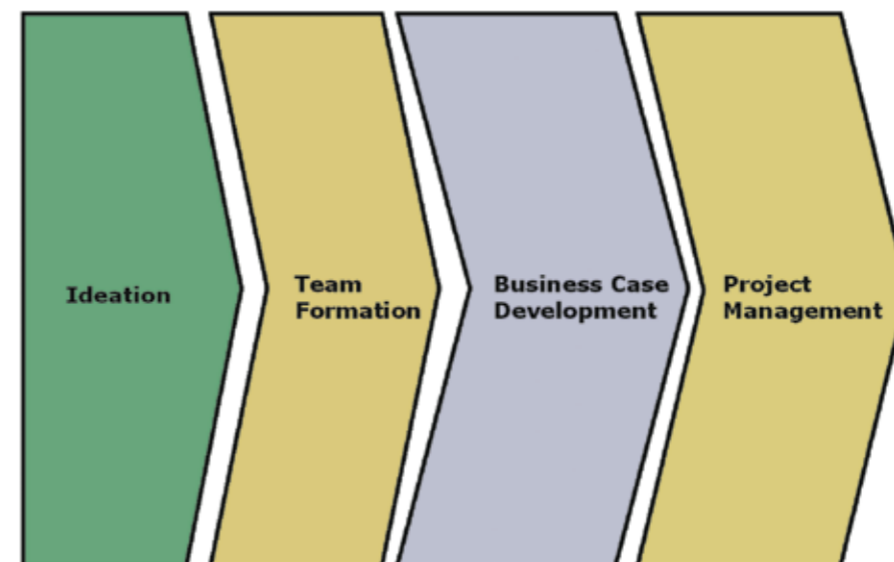 Ideation
Team
Formation
Business Case
Development
Project
Management